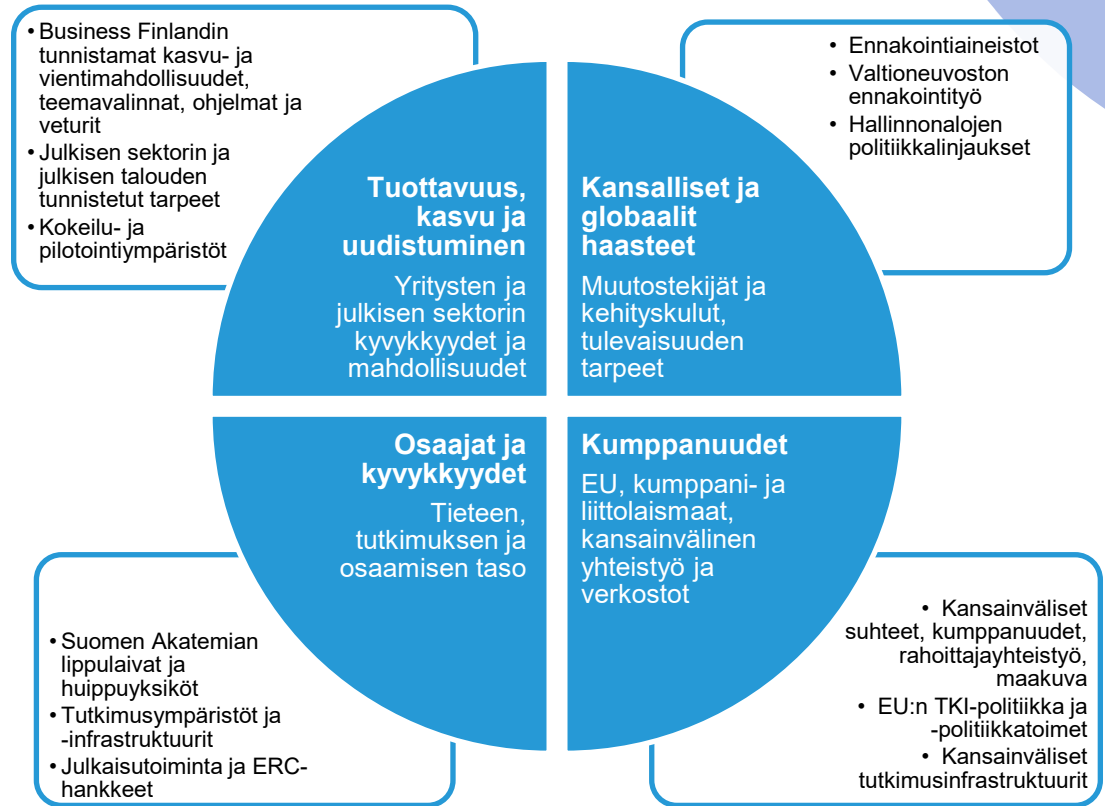 • Business Finlandin
tunnistamat kasvu- ja
vientimahdollisuudet,
teemavalinnat, ohjelmat ja
veturit
• Julkisen sektorin ja
julkisen talouden
tunnistetut tarpeet
• Kokeilu- ja
pilotointiympäristöt
• Ennakointiaineistot
• Valtioneuvoston
ennakointityö
• Hallinnonalojen
politiikkalinjaukset
Tuottavuus,
kasvu ja
uudistuminen
Yritysten ja
julkisen sektorin
kyvykkyydet ja
mahdollisuudet
Kansalliset ja
globaalit
haasteet
Muutostekijät ja
kehityskulut,
tulevaisuuden
tarpeet
Osaajat ja
kyvykkyydet
Tieteen,
tutkimuksen ja
osaamisen taso
Kumppanuudet
EU, kumppani- ja
liittolaismaat,
kansainvälinen
yhteistyö ja
verkostot
• Suomen Akatemian
lippulaivat ja
huippuyksiköt
• Tutkimusympäristöt ja
-infrastruktuurit
• Julkaisutoiminta ja ERC-
hankkeet
• Kansainväliset
suhteet, kumppanuudet,
rahoittajayhteistyö,
maakuva
• EU:n TKI-politiikka ja
-politiikkatoimet
• Kansainväliset
tutkimusinfrastruktuurit